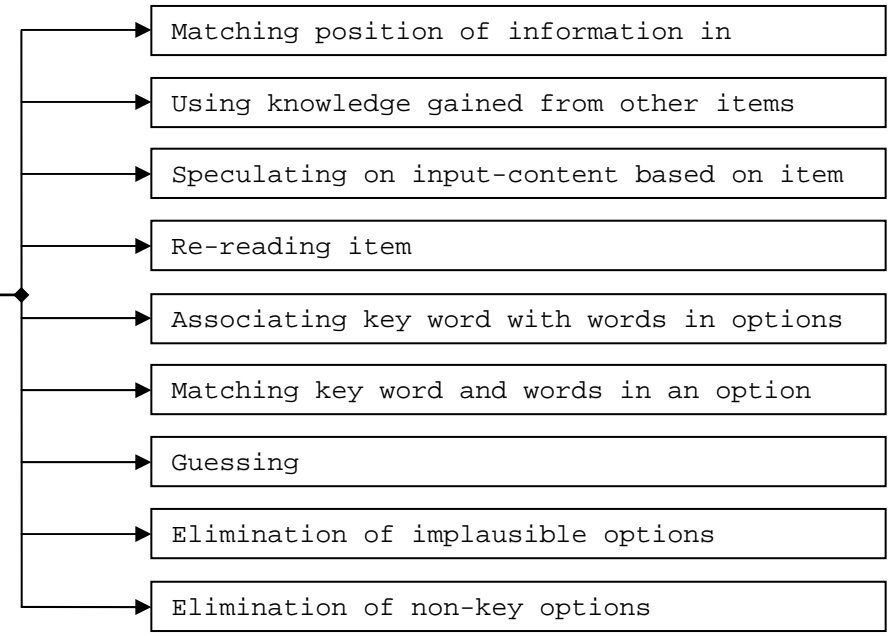 Matching position of information in
Using knowledge gained from other items
Speculating on input-content based on item
Re-reading item
Associating key word with words in options
Matching key word and words in an option
Guessing
Elimination of implausible options
Elimination of non-key options